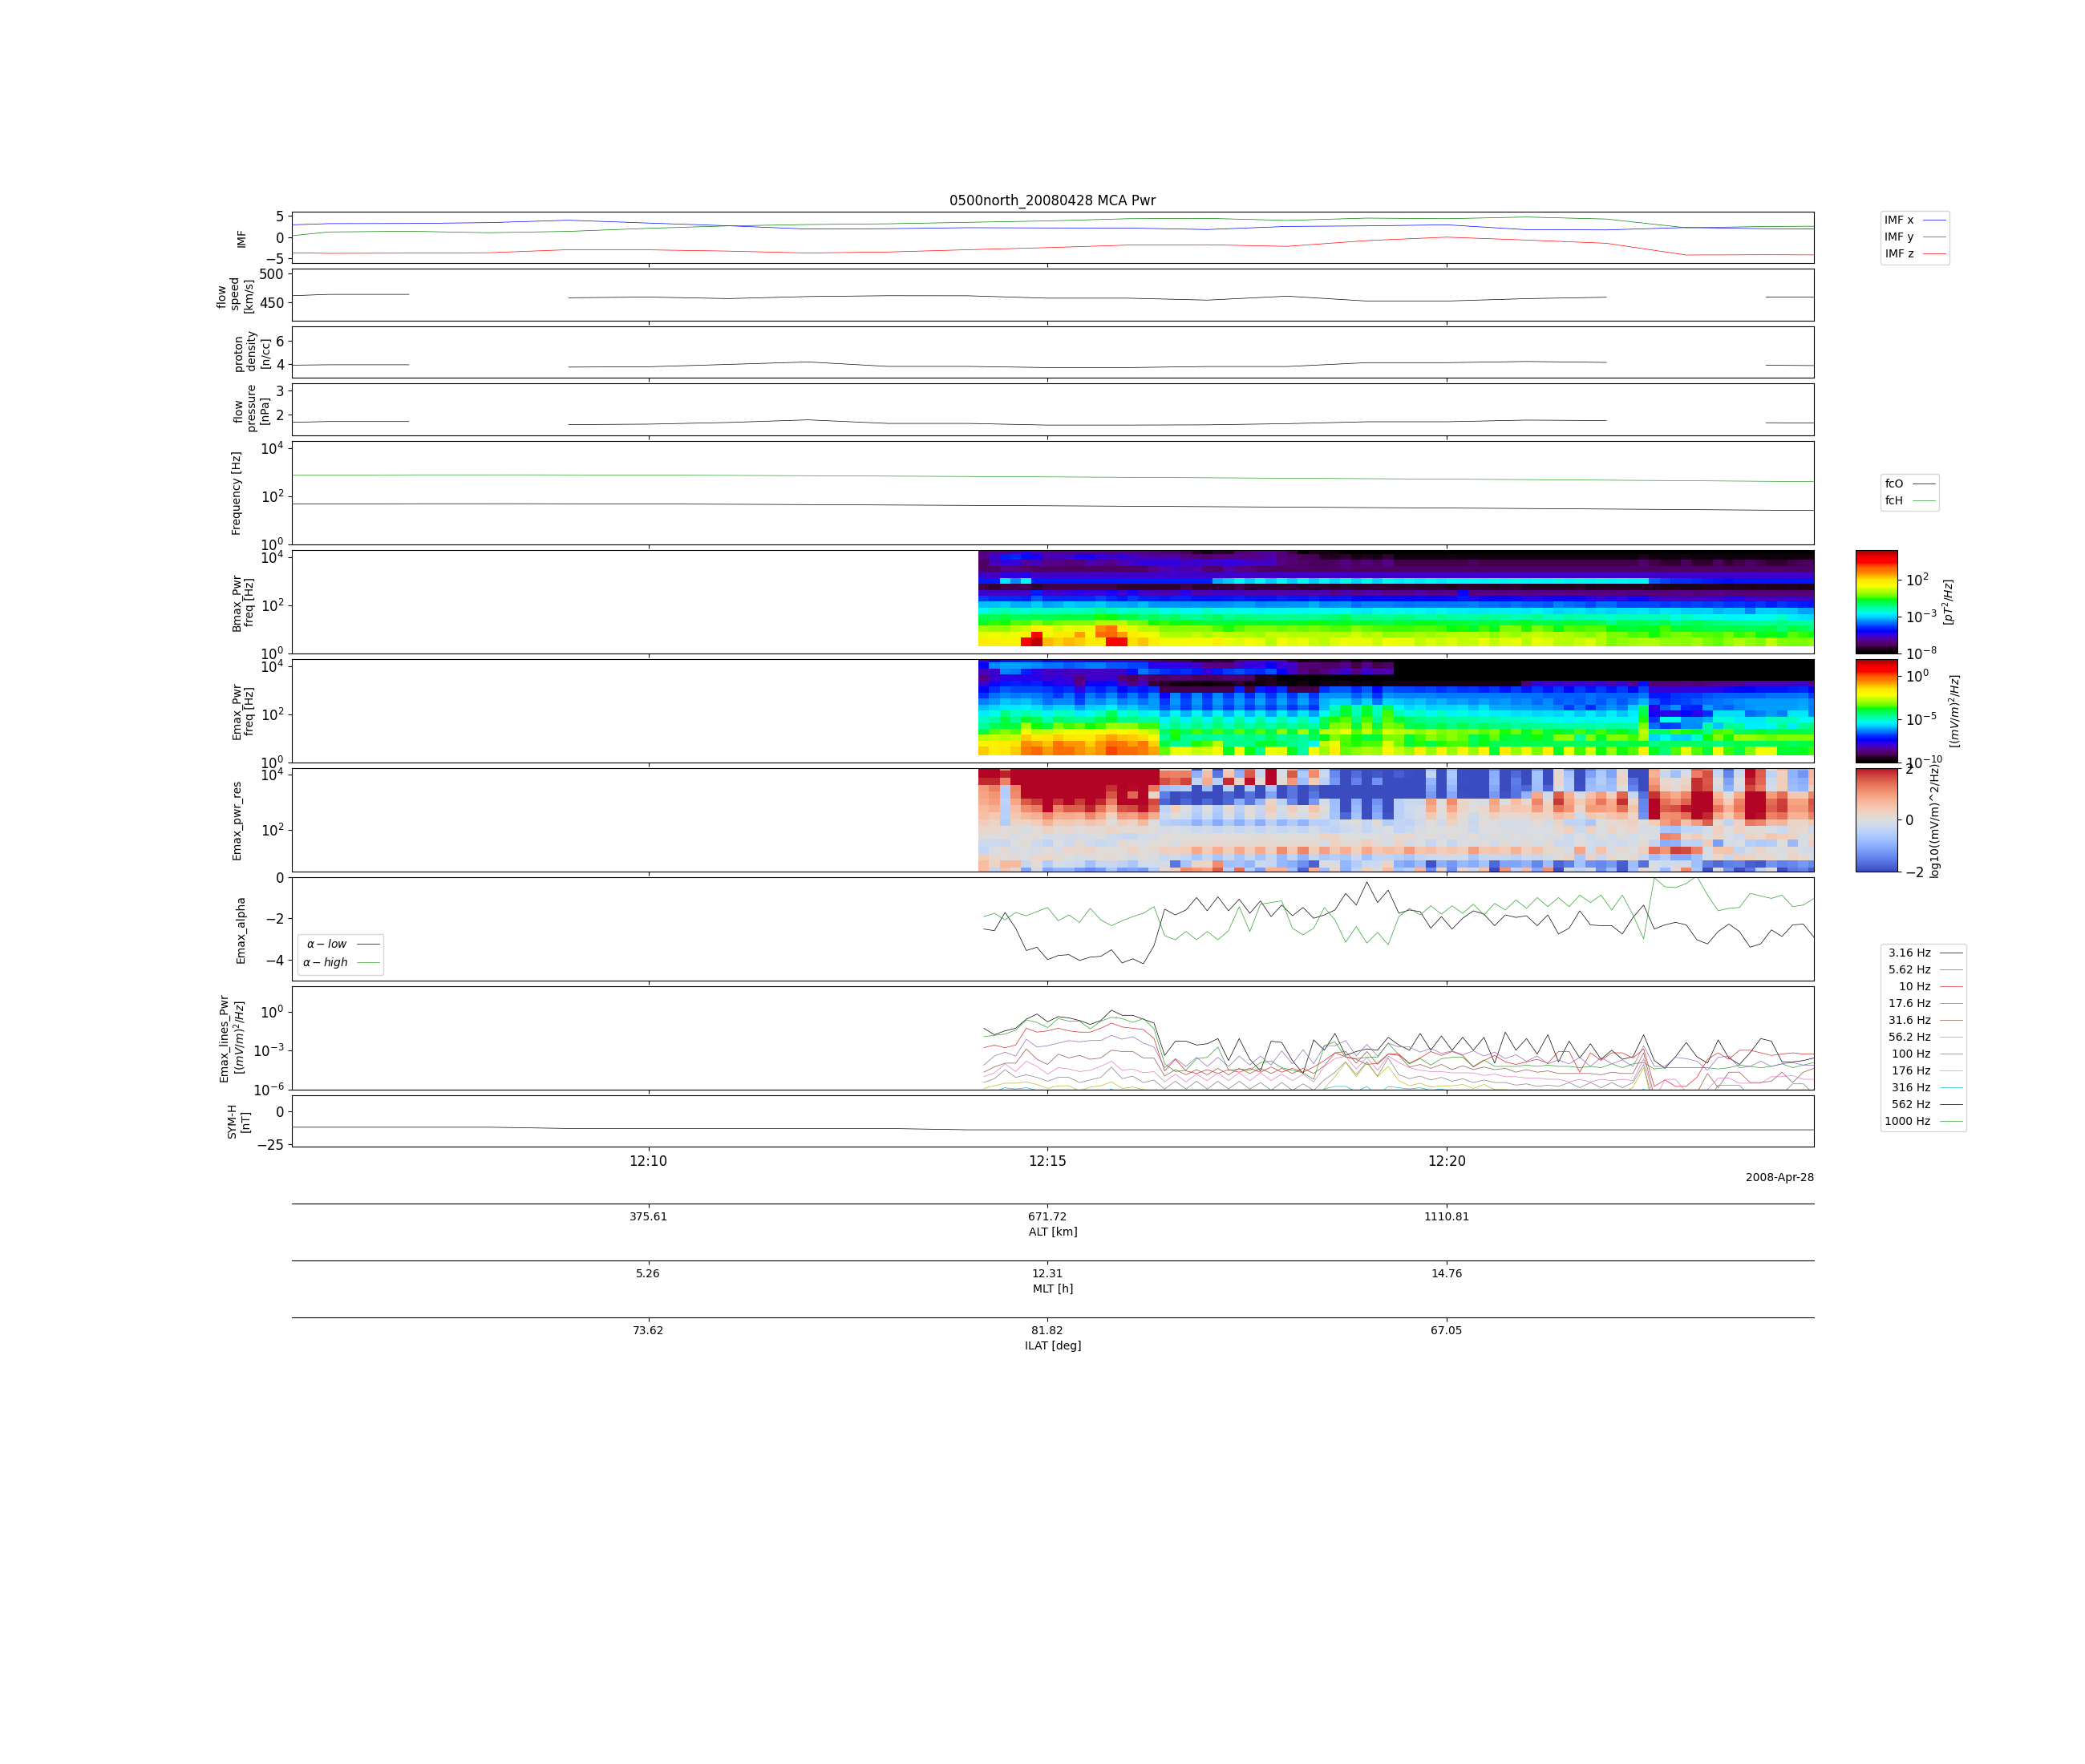 0500north_20080428 MCA Pwr
5
0
−5
IMF
IMF x
IMF y
IMF z
500
450
flow
speed
[km/s]
6
4
proton
density
[n/cc]
3
2
flow
pressure
[nPa]
10^4
10^2
10^0
Frequency [Hz]
fcO
fcH
10^4
10^2
10^0
Bmax_Pwr
freq [Hz]
10^2
10^−3
10^−8
[pT^2/Hz]
10^4
10^2
10^0
Emax_Pwr
freq [Hz]
10^0
10^−5
10^−10
[(mV/m)^2/Hz]
10^4
10^2
Emax_pwr_res
2
0
−2
log10((mV/m)^2/Hz)
0
−2
−4
Emax_alpha
α − low
α − high
10^0
10^−3
10^−6
Emax_lines_Pwr
[(mV/m)^2/Hz]
3.16 Hz
5.62 Hz
10 Hz
17.6 Hz
31.6 Hz
56.2 Hz
100 Hz
176 Hz
316 Hz
562 Hz
1000 Hz
0
−25
SYM-H
[nT]
12:10 12:15 12:20
2008-Apr-28
375.61 671.72 1110.81
ALT [km]
5.26 12.31 14.76
MLT [h]
73.62 81.82 67.05
ILAT [deg]